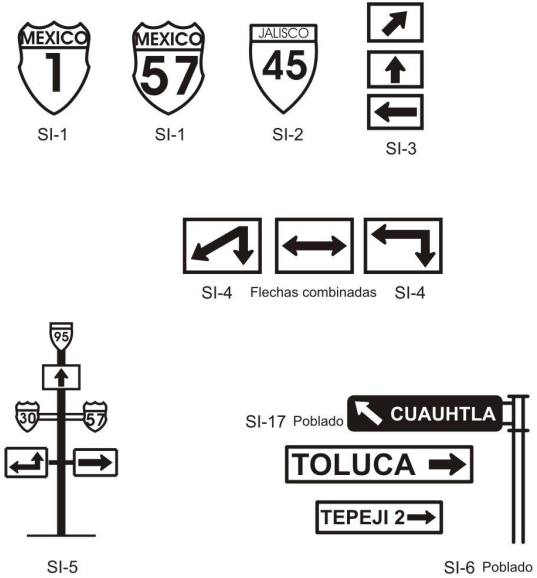 MEXICO
1
SI-1
MEXICO
57
SI-1
JALISCO
45
SI-2
SI-3
SI-4
Flechas combinadas
SI-4
95
30
57
SI-5
SI-17 Poblado
CUAUHTLA
TOLUCA
TEPEJI 2
SI-6 Poblado